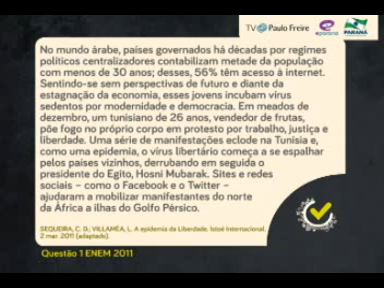 TV Paulo Freire
eparaná
PARANÁ
No mundo árabe, países governados há décadas por regimes
políticos centralizadores contabilizam metade da população
com menos de 30 anos; desses, 56% têm acesso à internet.
Sentindo-se sem perspectivas de futuro e diante da
estagnação da economia, esses jovens incubam vírus
sedentos por modernidade e democracia. Em meados de
dezembro, um tunisiano de 26 anos, vendedor de frutas,
põe fogo no próprio corpo em protesto por trabalho, justiça e
liberdade. Uma série de manifestações eclode na Tunísia e,
como uma epidemia, o vírus libertário começa a se espalhar
pelos países vizinhos, derrubando em seguida o
presidente do Egito, Hosni Mubarak. Sites e redes
sociais – como o Facebook e o Twitter –
ajudaram a mobilizar manifestantes do norte
da África a ilhas do Golfo Pérsico.
SEQUEIRA, C. D.; VILLAMÉA, L. A epidemia da Liberdade. Istoé Internacional.
2 mar. 2011 (adaptado).
Questão 1 ENEM 2011